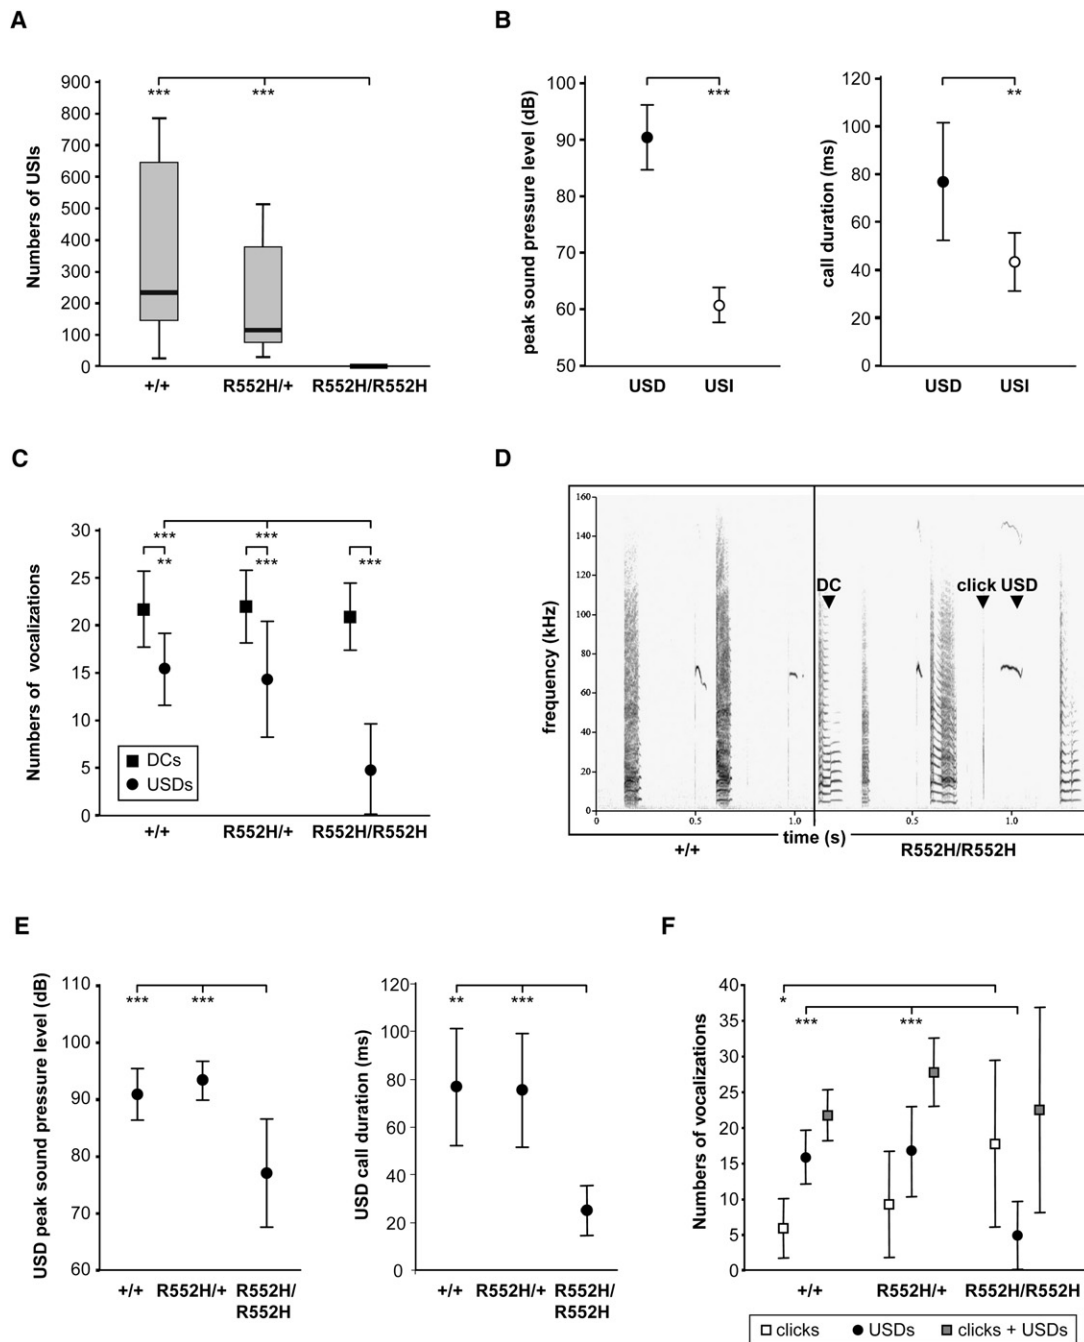 A
Numbers of USIs
900
800
700
600
500
400
300
200
100
0
*** ***
+/+ R552H/+ R552H/R552H
B
peak sound pressure level (dB)
100
90
80
70
60
50
***
USD USI
call duration (ms)
120
100
80
60
40
20
0
**
USD USI
C
Numbers of vocalizations
30
25
20
15
10
5
0
*** ***
** *** ***
DCs
USDs
+/+ R552H/+ R552H/R552H
D
frequency (kHz)
160
140
120
100
80
60
40
20
0
DC click USD
0 0.5 1.0 0.5 1.0
time (s)
+/+ R552H/R552H
E
USD peak sound pressure level (dB)
110
100
90
80
70
60
*** ***
+/+ R552H/+ R552H/
R552H
USD call duration (ms)
120
100
80
60
40
20
0
** ***
+/+ R552H/+ R552H/
R552H
F
Numbers of vocalizations
40
35
30
25
20
15
10
5
0
*
*** ***
+/+ R552H/+ R552H/R552H
clicks USDs clicks + USDs